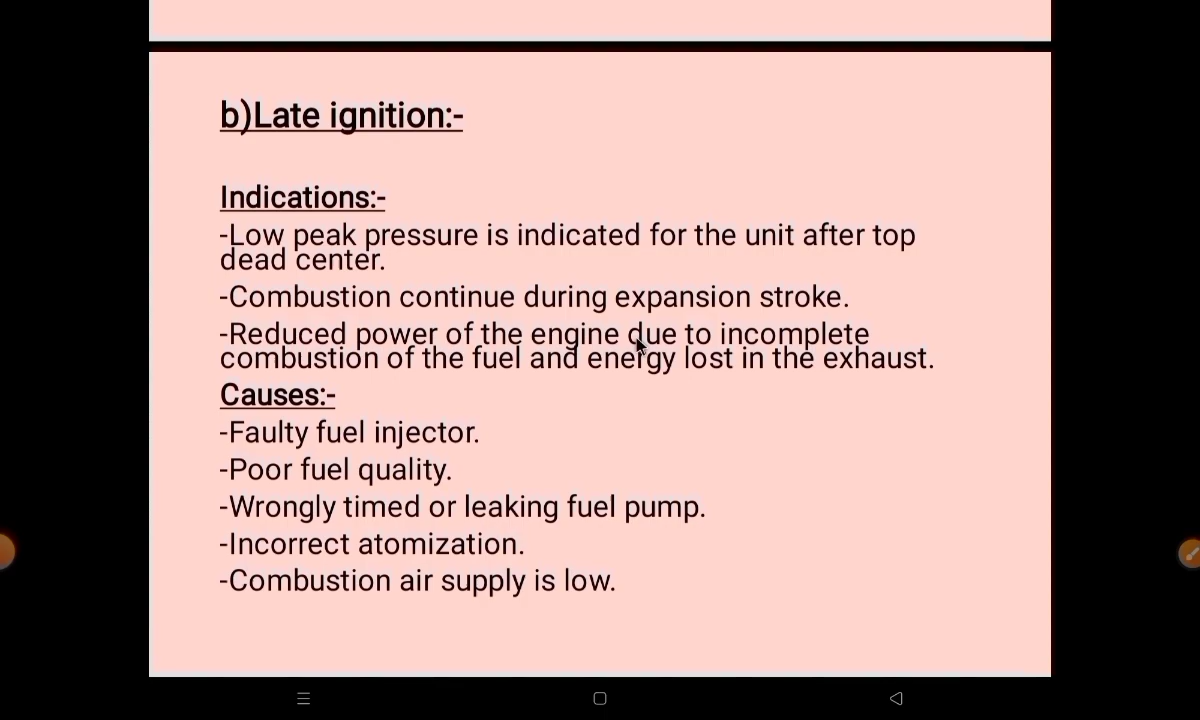 b)Late ignition:-
Indications:-
-Low peak pressure is indicated for the unit after top
dead center.
-Combustion continue during expansion stroke.
-Reduced power of the engine due to incomplete
combustion of the fuel and energy lost in the exhaust.
Causes:-
-Faulty fuel injector.
-Poor fuel quality.
-Wrongly timed or leaking fuel pump.
-Incorrect atomization.
-Combustion air supply is low.